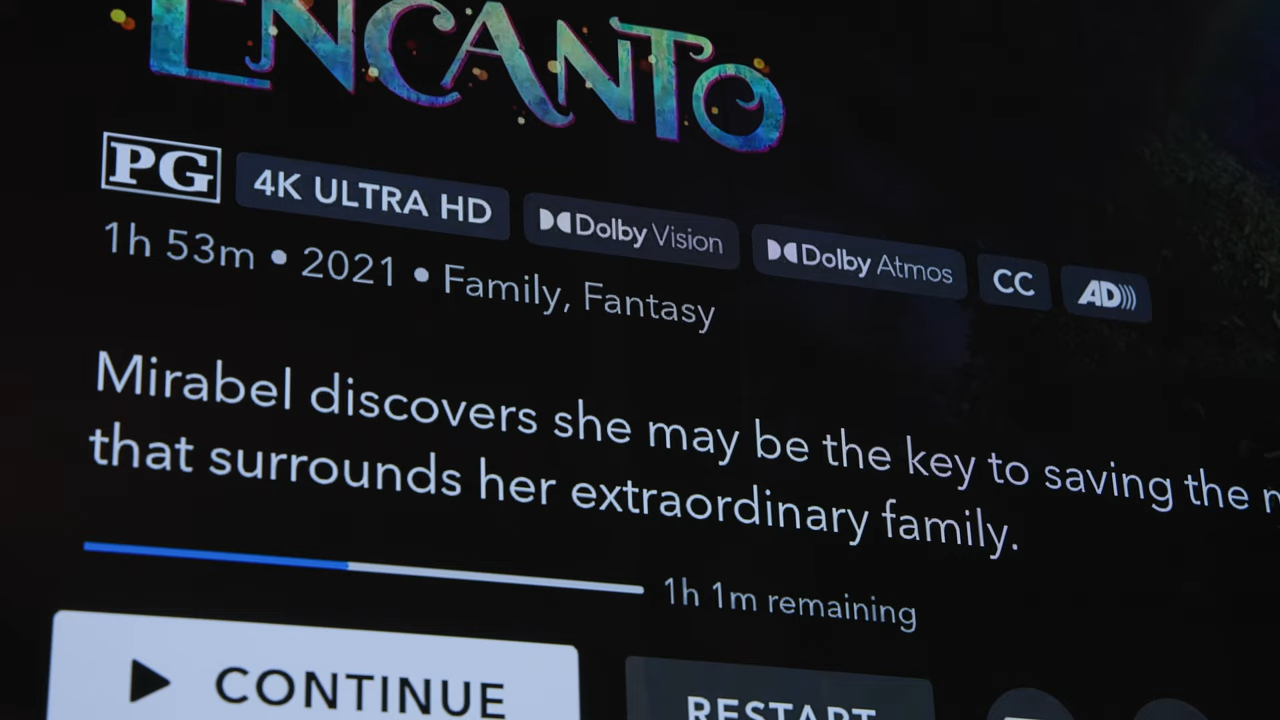 ENCANTO
PG 4K ULTRA HD Dolby Vision Dolby Atmos CC AD
1h 53m • 2021 • Family, Fantasy
Mirabel discovers she may be the key to saving the
that surrounds her extraordinary family.
1h 1m remaining
CONTINUE RESTART